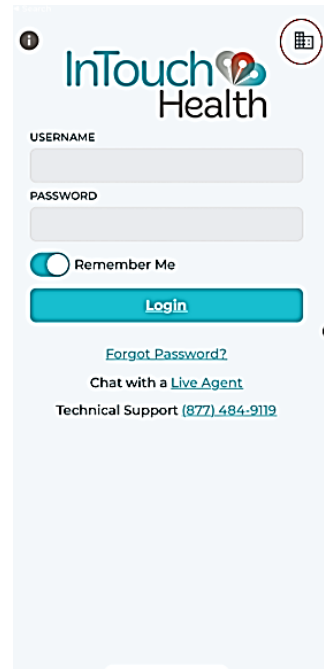 InTouch
Health
USERNAME
PASSWORD
Remember Me
Login
Forgot Password?
Chat with a Live Agent
Technical Support (877) 484-9119